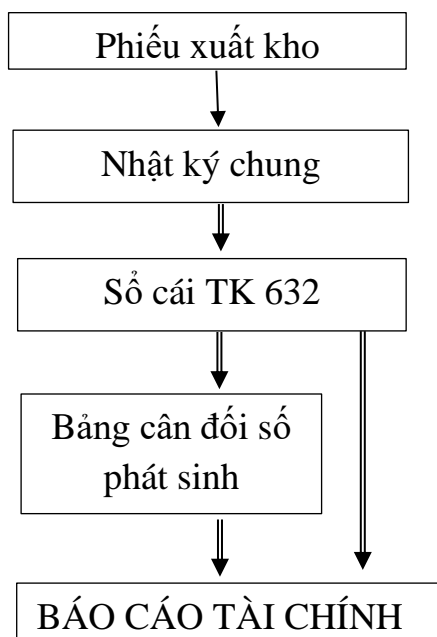 Phiếu xuất kho
Nhật ký chung
Sổ cái TK 632
Bảng cân đối số
phát sinh
BÁO CÁO TÀI CHÍNH